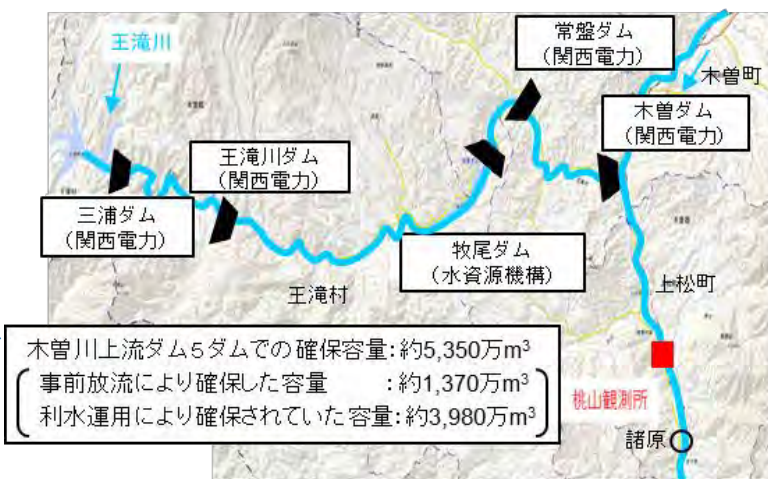 王滝川
常盤ダム
(関西電力)
木曽町
木曽ダム
(関西電力)
王滝川ダム
(関西電力)
三浦ダム
(関西電力)
牧尾ダム
(水資源機構)
王滝村
上松町
木曽川上流ダム5ダムでの確保容量:約5,350万m³
事前放流により確保した容量 :約1,370万m³
利水運用により確保されていた容量:約3,980万m³
桃山観測所
諸原